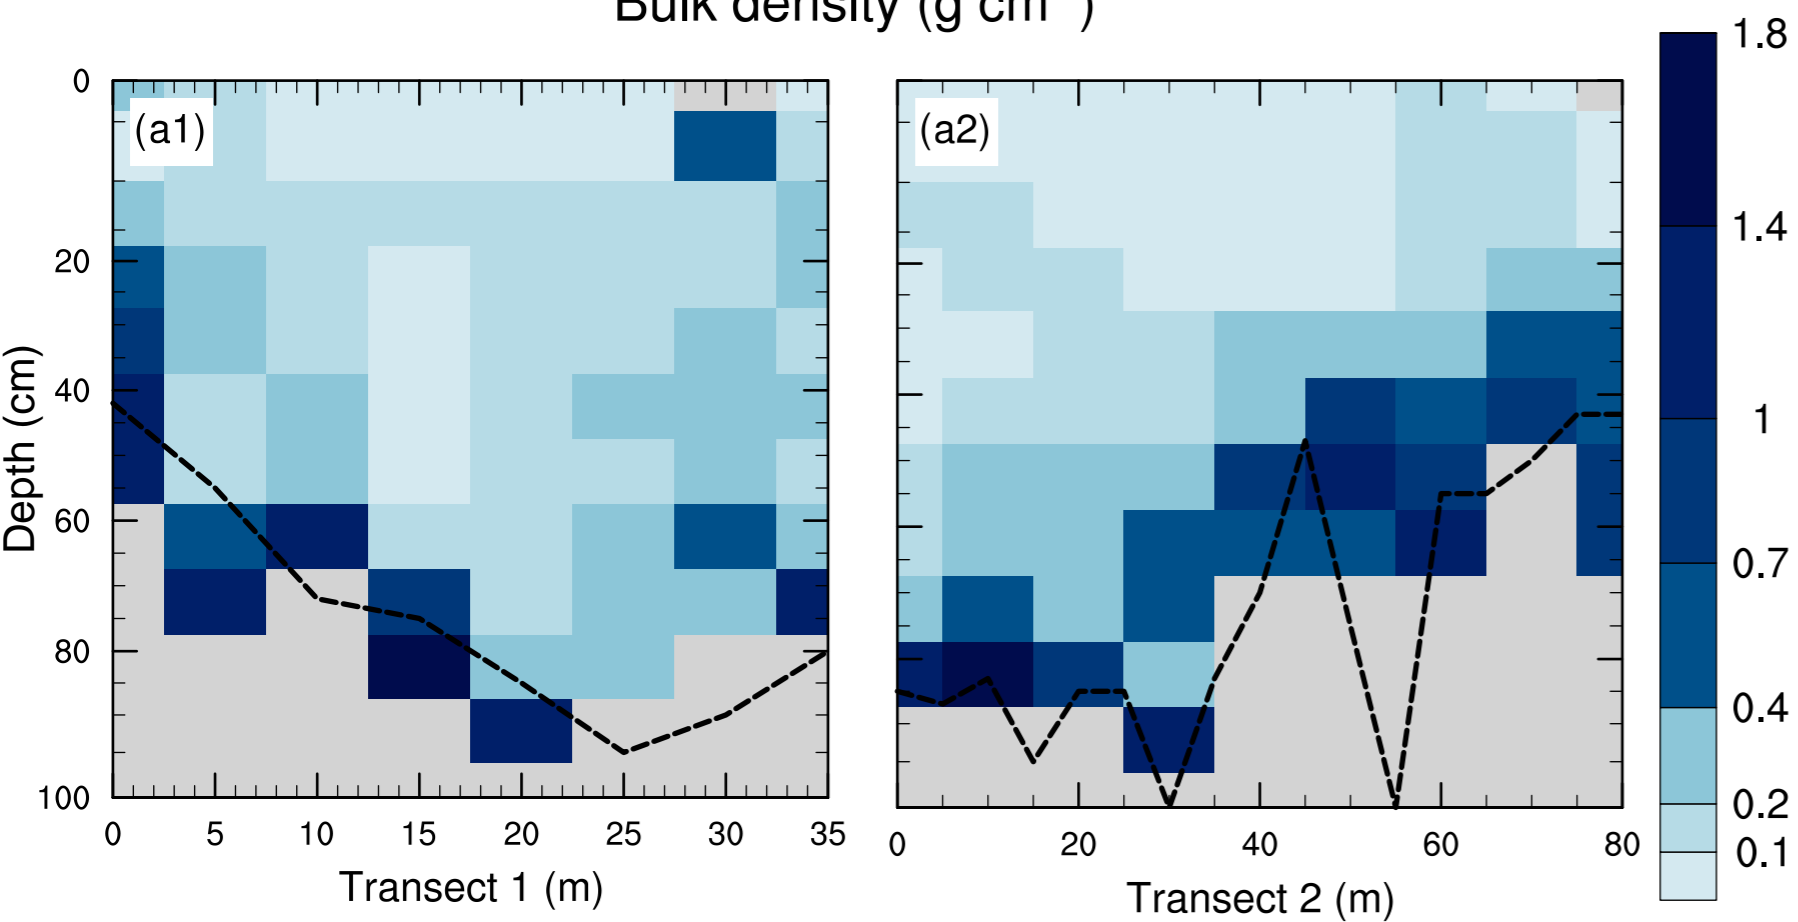 Bulk density (g cm )
(a1)
(a2)
0
20
40
60
80
100
Depth (cm)
0 5 10 15 20 25 30 35
Transect 1 (m)
0 20 40 60 80
Transect 2 (m)
1.8
1.4
1
0.7
0.4
0.2
0.1